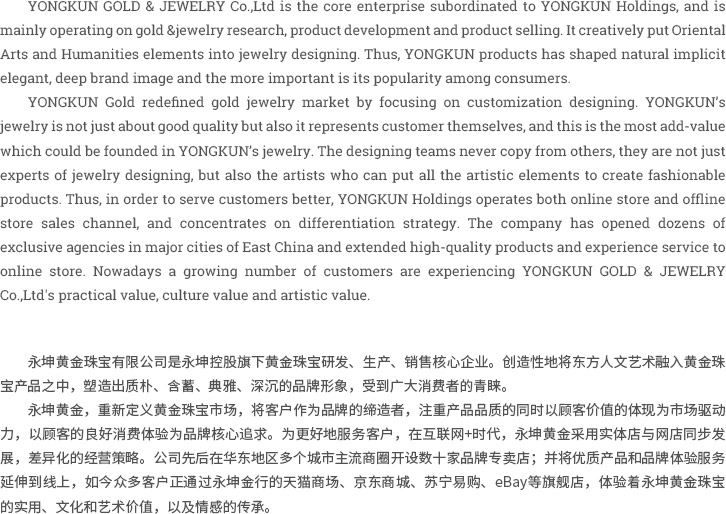 YONGKUN GOLD & JEWELRY Co.,Ltd is the core enterprise subordinated to YONGKUN Holdings, and is
mainly operating on gold &jewelry research, product development and product selling. It creatively put Oriental
Arts and Humanities elements into jewelry designing. Thus, YONGKUN products has shaped natural implicit
elegant, deep brand image and the more important is its popularity among consumers.
YONGKUN Gold redefined gold jewelry market by focusing on customization designing. YONGKUN's
jewelry is not just about good quality but also it represents customer themselves, and this is the most add-value
which could be founded in YONGKUN's jewelry. The designing teams never copy from others, they are not just
experts of jewelry designing, but also the artists who can put all the artistic elements to create fashionable
products. Thus, in order to serve customers better, YONGKUN Holdings operates both online store and offline
store sales channel, and concentrates on differentiation strategy. The company has opened dozens of
exclusive agencies in major cities of East China and extended high-quality products and experience service to
online store. Nowadays a growing number of customers are experiencing YONGKUN GOLD & JEWELRY
Co.,Ltd's practical value, culture value and artistic value.
永坤黄金珠宝有限公司是永坤控股旗下黄金珠宝研发、生产、销售核心企业。创造性地将东方人文艺术融入黄金珠
宝产品之中，塑造出质朴、含蓄、典雅、深沉的品牌形象，受到广大消费者的青睐。
永坤黄金，重新定义黄金珠宝市场，将客户作为品牌的缔造者，注重产品品质的同时以顾客价值的体现为市场驱动
力，以顾客的良好消费体验为品牌核心追求。为更好地服务客户，在互联网+时代，永坤黄金采用实体店与网店同步发
展，差异化的经营策略。公司先后在华东地区多个城市主流商圈开设数十家品牌专卖店；并将优质产品和品牌体验服务
延伸到线上，如今众多客户正通过永坤金行的天猫商场、京东商城、苏宁易购、eBay等旗舰店，体验着永坤黄金珠宝
的实用、文化和艺术价值，以及情感的传承。